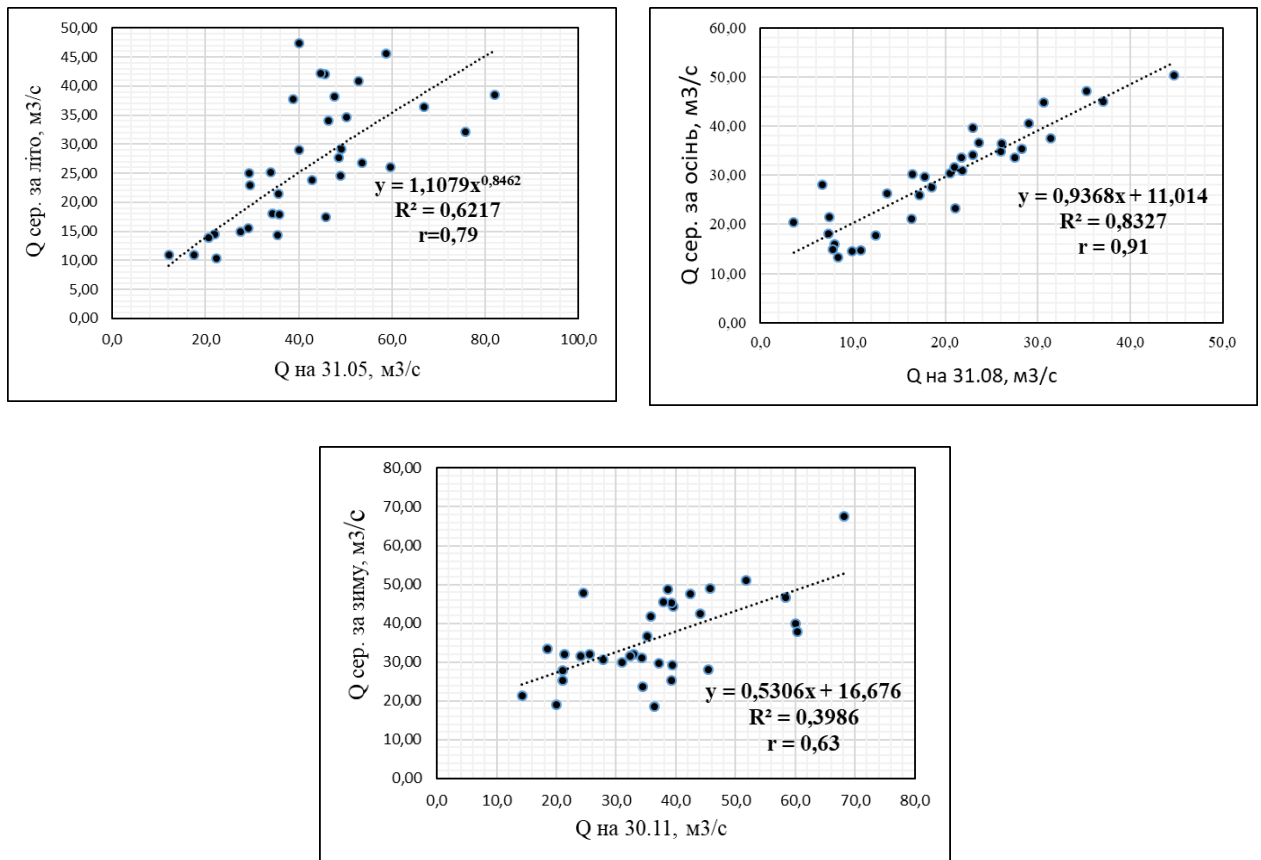 50,00
45,00
40,00
35,00
30,00
25,00
20,00
15,00
10,00
5,00
0,00
0,0 20,0 40,0 60,0 80,0 100,0
Q сер. за літо, м3/с
Q на 31.05, м3/с
y = 1,1079x^0,8462
R² = 0,6217
r=0,79
60,00
50,00
40,00
30,00
20,00
10,00
0,00
0,0 10,0 20,0 30,0 40,0 50,0
Q сер. за осінь, м3/с
Q на 31.08, м3/с
y = 0,9368x + 11,014
R² = 0,8327
r = 0,91
80,00
70,00
60,00
50,00
40,00
30,00
20,00
10,00
0,00
0,0 10,0 20,0 30,0 40,0 50,0 60,0 70,0 80,0
Q сер. за зиму, м3/с
Q на 30.11, м3/с
y = 0,5306x + 16,676
R² = 0,3986
r = 0,63